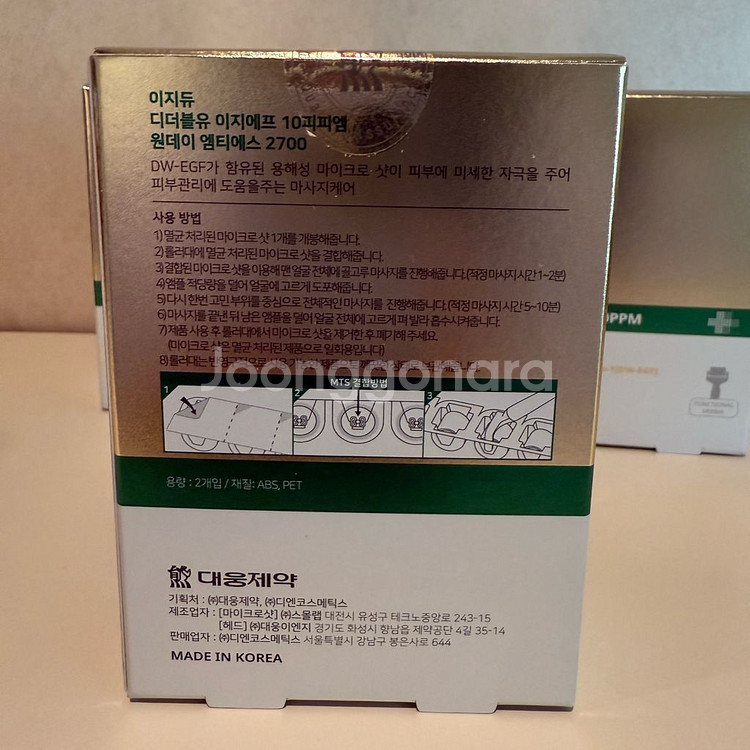 이지듀
디더블유 이지에프 10피피엠
원데이 엠티에스 2700
DW-EGF가 함유된 용해성 마이크로 샷이 피부에 미세한 자극을 주어
피부관리에 도움을주는 마사지케어
사용 방법
1) 멸균 처리된 마이크로 샷 1개를 개봉해줍니다.
2) 롤러대에 멸균 처리된 마이크로 샷을 결합해줍니다.
3) 결합된 마이크로 샷을 이용해 맨 얼굴 전체에 골고루 마사지를 진행해줍니다. (적정 마사지 시간 1~2분)
4) 앰플 적당량을 덜어 얼굴에 고르게 도포해줍니다.
5) 다시 한번 고민 부위를 중심으로 전체적인 마사지를 진행해줍니다. (적정 마사지 시간 5~10분)
6) 마사지를 끝낸 뒤 남은 앰플을 덜어 얼굴 전체에 고르게 펴 발라 흡수시켜줍니다.
7) 제품 사용 후 롤러대에서 마이크로 샷을 제거한 후 폐기해 주세요.
(마이크로 샷은 멸균 처리된 제품으로 일회용입니다)
8) 롤러대는
Joonggonara
MTS 결합방법
1 2 3
용량 : 2개입 / 재질: ABS, PET
대웅제약
기획처 : ㈜대웅제약, ㈜디엔코스메틱스
제조업자 : [마이크로샷] ㈜스몰랩 대전시 유성구 테크노중앙로 243-15
[헤드] ㈜대웅이엔지 경기도 화성시 향남읍 제약공단 4길 35-14
판매업자 : ㈜디엔코스메틱스 서울특별시 강남구 봉은사로 644
MADE IN KOREA
PPM
FUNCTIONAL